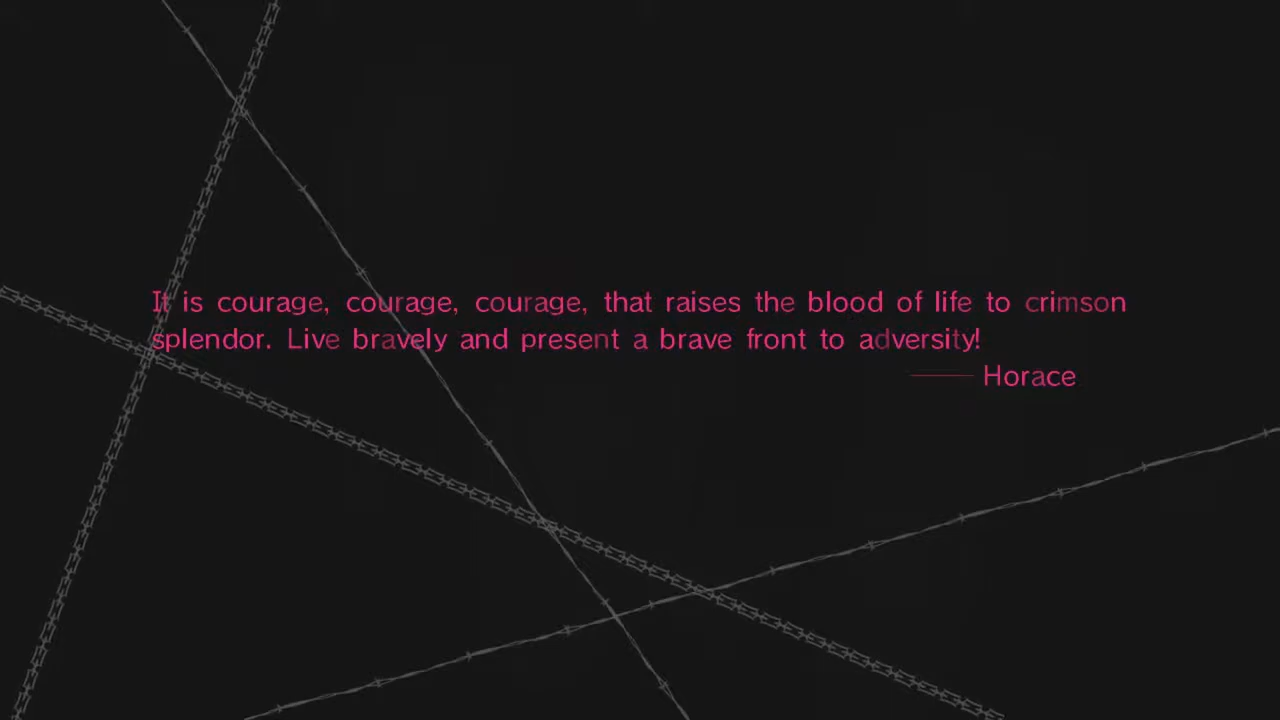 It is courage, courage, courage, that raises the blood of life to crimson
splendor. Live bravely and present a brave front to adversity!
—— Horace